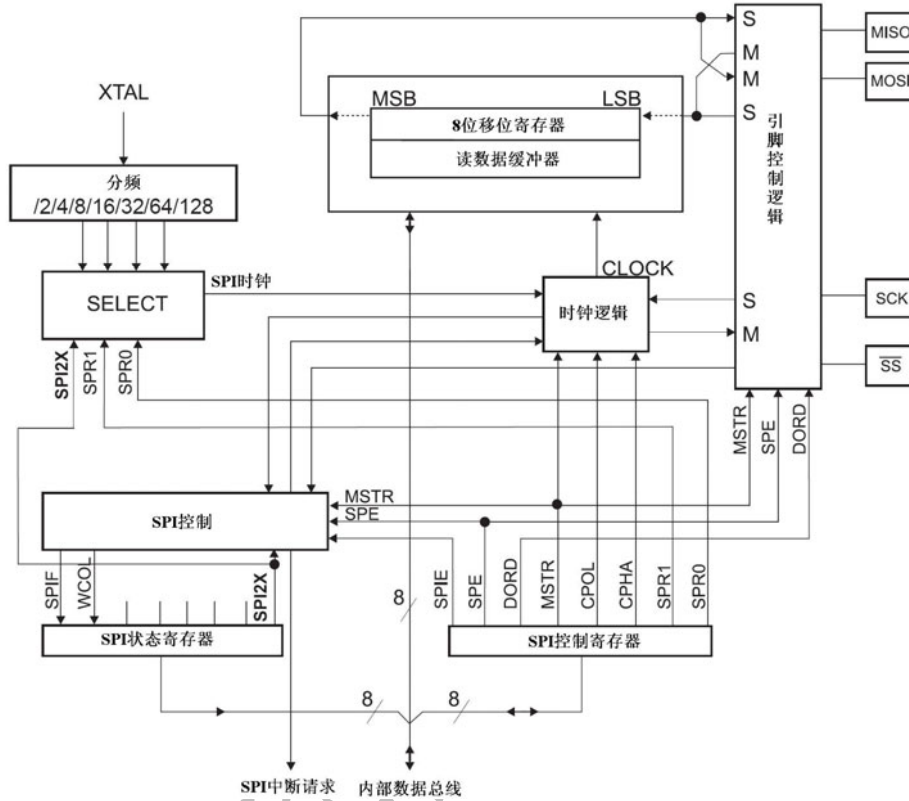 S
MISO
M
M
MOSI
XTAL
MSB
LSB
S
8位移位寄存器
读数据缓冲器
引脚控制逻辑
分频
/2/4/8/16/32/64/128
SPI时钟
CLOCK
SELECT
时钟逻辑
S
SCK
M
SPI2X
SPR1
SPR0
SS
MSTR
SPE
DORD
MSTR
SPE
SPI控制
SPIF
WCOL
SPI2X
8
SPIE
SPE
DORD
MSTR
CPOL
CPHA
SPR1
SPR0
SPI状态寄存器
SPI控制寄存器
8
8
SPI中断请求
内部数据总线